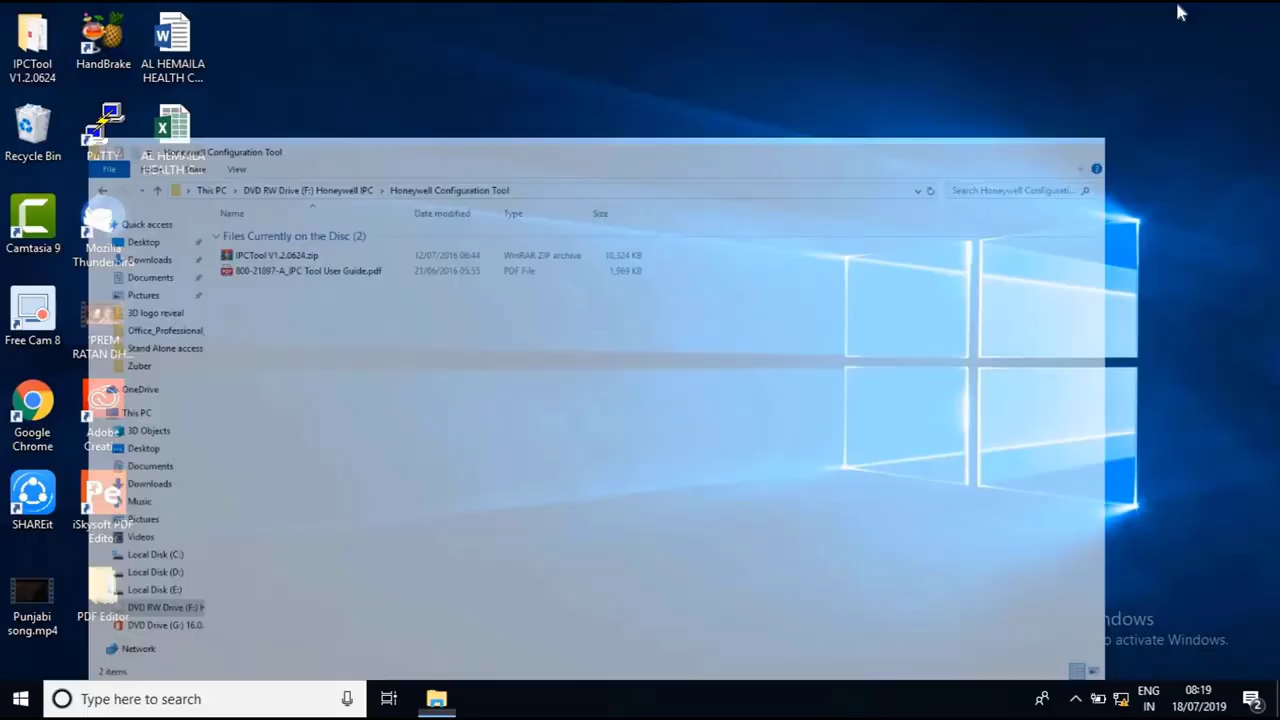 IPCTool
V1.2.0624
HandBrake
AL HEMAILA
HEALTH C...
Recycle Bin
PuTTY
AL HEMAILA
HEALTH C...
Camtasia 9
Mozilla
Thunderbird
Free Cam 8
'PREM
RATAN DH...
Google
Chrome
Adobe
Creati...
SHAREit
iSkysoft PDF
Editor
Punjabi
song.mp4
PDF Editor
Honeywell Configuration Tool
File
Share
View
This PC > DVD RW Drive (F:) Honeywell IPC > Honeywell Configuration Tool
Search Honeywell Configurati...
Name
Date modified
Type
Size
Files Currently on the Disc (2)
IPCTool V1.2.0624.zip
12/07/2016 06:44
WinRAR ZIP archive
10,324 KB
800-21897-A_IPC Tool User Guide.pdf
21/06/2016 05:55
PDF File
1,969 KB
Quick access
Desktop
Downloads
Documents
Pictures
3D logo reveal
Office_Professional_
Stand Alone access
Zuber
OneDrive
This PC
3D Objects
Desktop
Documents
Downloads
Music
Pictures
Videos
Local Disk (C:)
Local Disk (D:)
Local Disk (E:)
DVD RW Drive (F:) H
DVD Drive (G:) 16.0.
Network
2 items
ndows
o activate Windows.
Type here to search
ENG
IN
08:19
18/07/2019
2